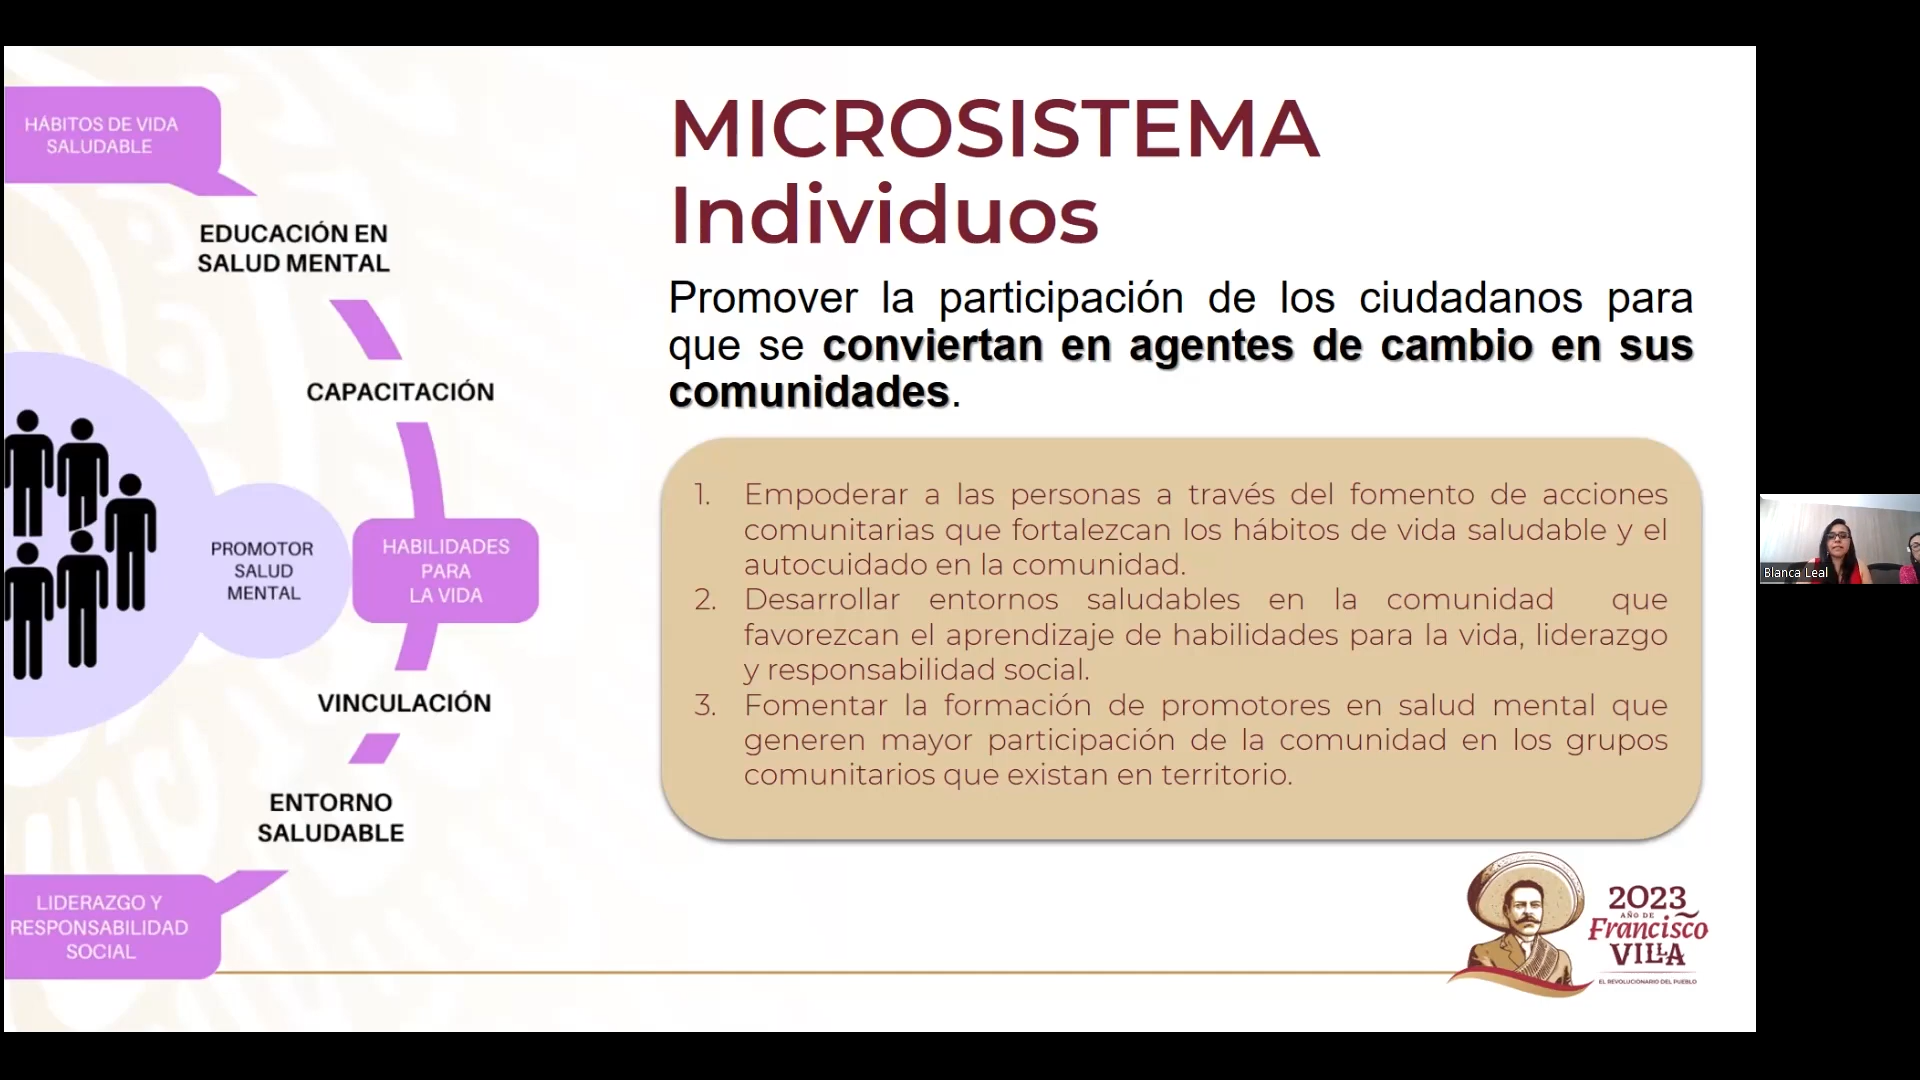 HÁBITOS DE VIDA
SALUDABLE
EDUCACIÓN EN
SALUD MENTAL
CAPACITACIÓN
PROMOTOR
SALUD
MENTAL
HABILIDADES
PARA
LA VIDA
VINCULACIÓN
ENTORNO
SALUDABLE
LIDERAZGO Y
RESPONSABILIDAD
SOCIAL
MICROSISTEMA
Individuos
Promover la participación de los ciudadanos para
que se conviertan en agentes de cambio en sus
comunidades.
1. Empoderar a las personas a través del fomento de acciones
comunitarias que fortalezcan los hábitos de vida saludable y el
autocuidado en la comunidad.
2. Desarrollar entornos saludables en la comunidad que
favorezcan el aprendizaje de habilidades para la vida, liderazgo
y responsabilidad social.
3. Fomentar la formación de promotores en salud mental que
generen mayor participación de la comunidad en los grupos
comunitarios que existan en territorio.
2023
AÑO DE
Francisco
VILLA
EL REVOLUCIONARIO DEL PUEBLO
Blanca Leal